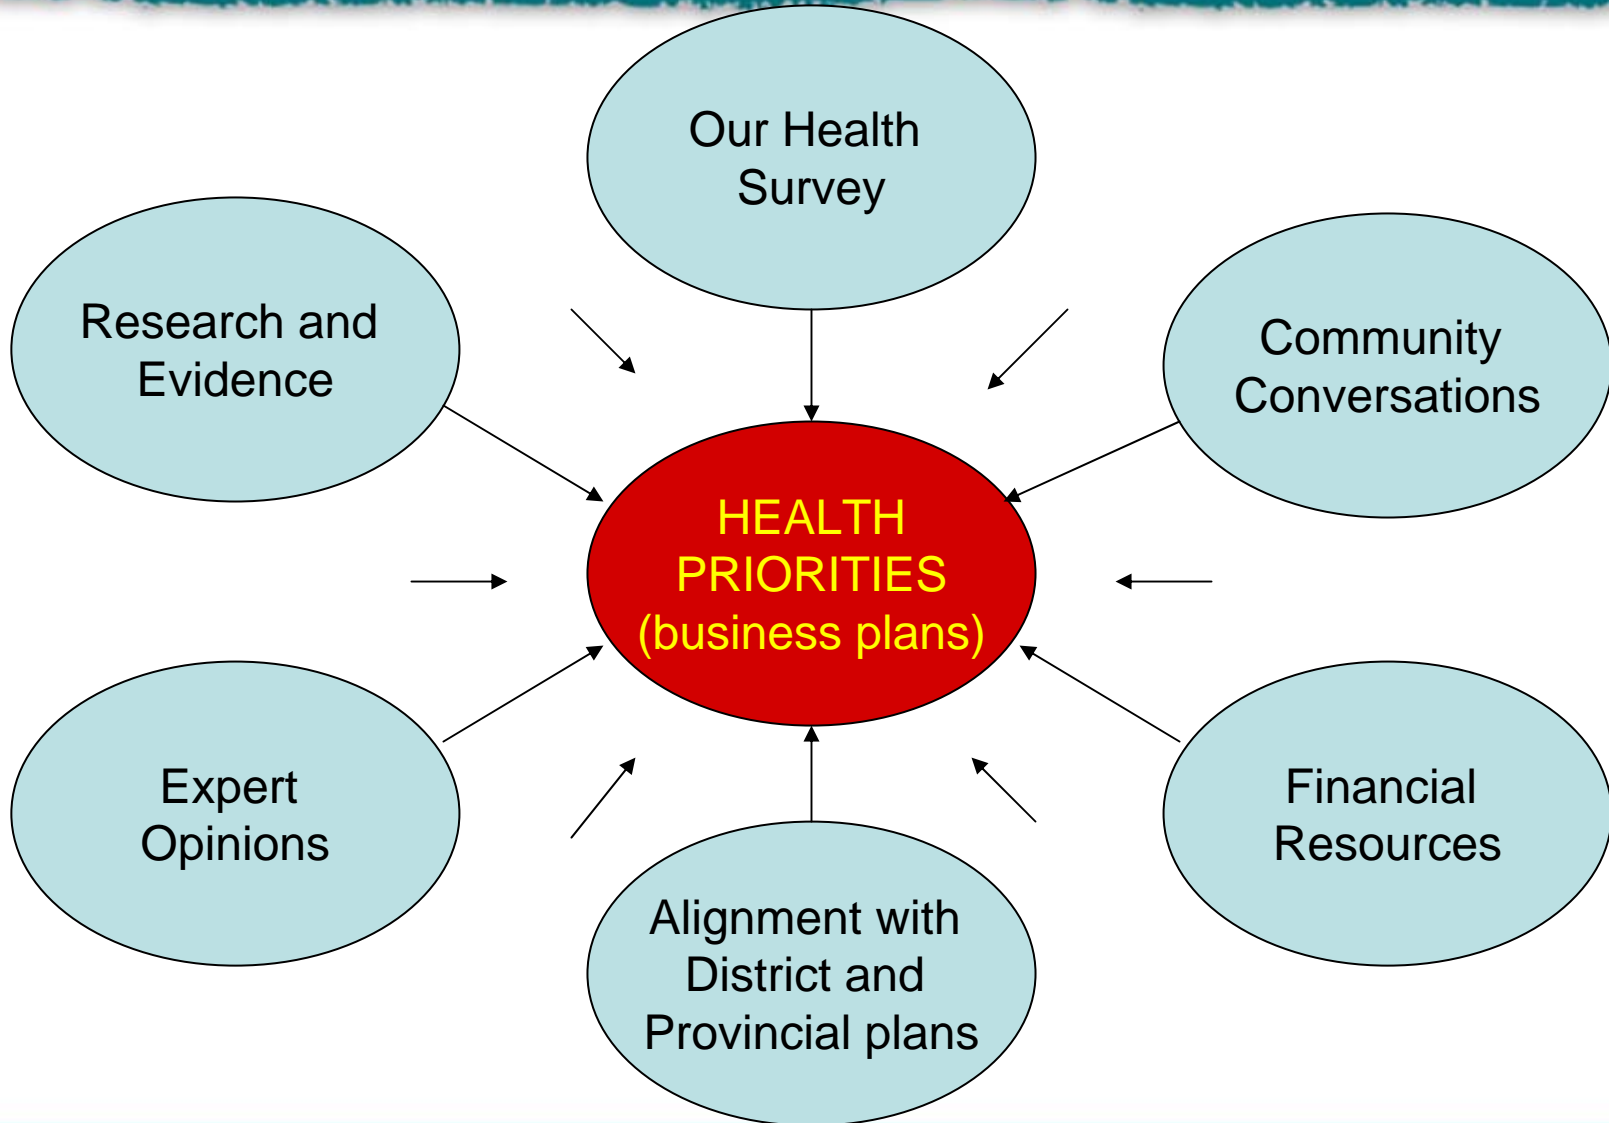 Our Health
Survey
Research and
Evidence
Community
Conversations
HEALTH
PRIORITIES
(business plans)
Expert
Opinions
Financial
Resources
Alignment with
District and
Provincial plans